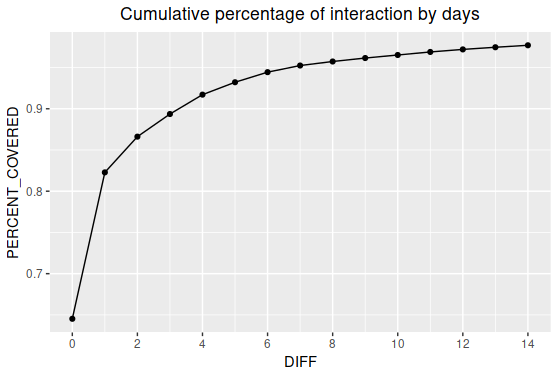 Cumulative percentage of interaction by days
PERCENT_COVERED
0.9
0.8
0.7
0 2 4 6 8 10 12 14
DIFF